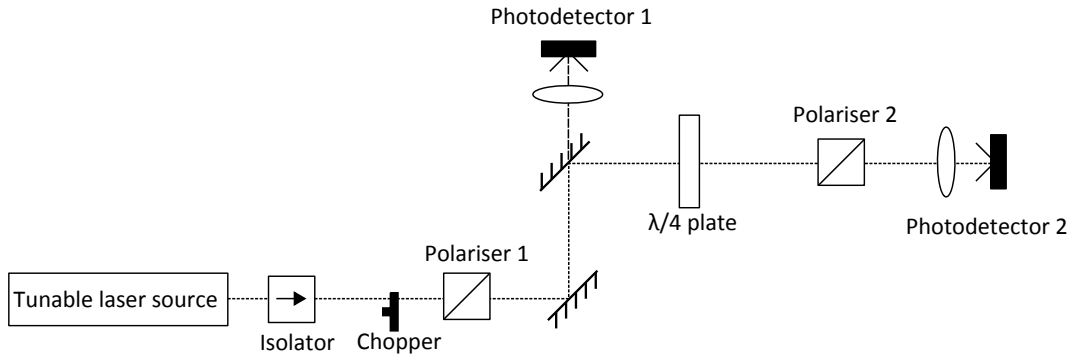 Photodetector 1
Polariser 2
λ/4 plate
Photodetector 2
Polariser 1
Tunable laser source
Isolator
Chopper